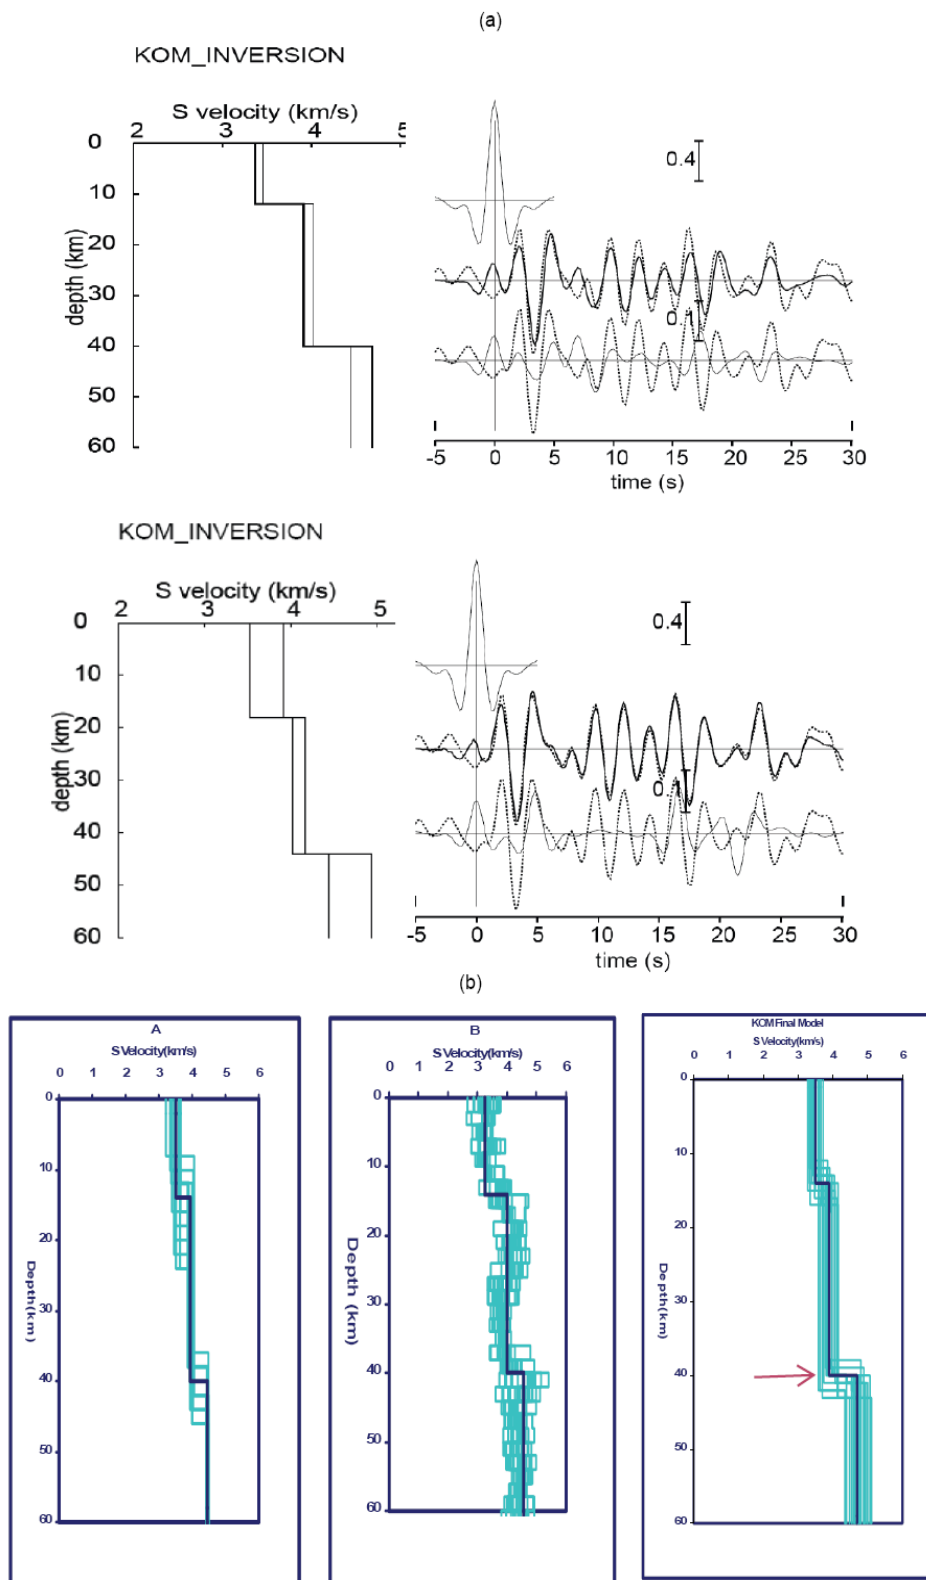 (a)
KOM_INVERSION
S velocity (km/s)
2 3 4 5
0
10
20
30
40
50
60
depth (km)
0.4
0.1
-5 0 5 10 15 20 25 30
time (s)
KOM_INVERSION
S velocity (km/s)
2 3 4 5
0
10
20
30
40
50
60
depth (km)
0.4
0.1
-5 0 5 10 15 20 25 30
time (s)
(b)
A
S Velocity(km/s)
0 1 2 3 4 5 6
0
10
20
30
40
50
60
Depth(km)
B
S Velocity(km/s)
0 1 2 3 4 5 6
0
10
20
30
40
50
60
Depth (km)
KOM Final Model
S Velocity(km/s)
0 1 2 3 4 5 6
0
10
20
30
40
50
60
Depth(km)